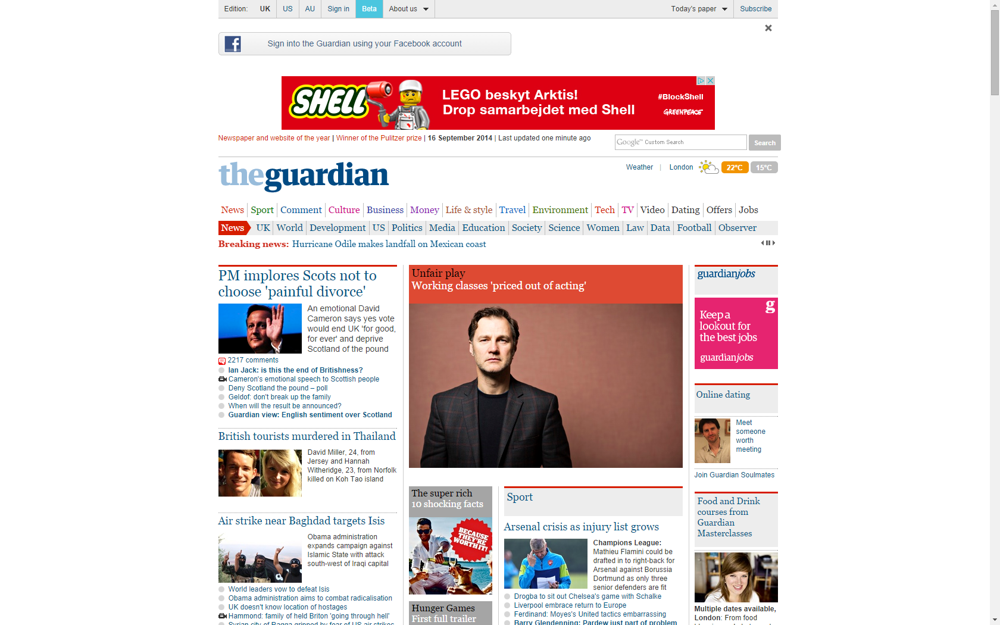 Edition: UK US AU Sign in Beta About us Today's paper Subscribe
Sign into the Guardian using your Facebook account
SHELL
LEGO beskyt Arktis!
Drop samarbejdet med Shell
#BlockShell
GREENPEACE
Newspaper and website of the year | Winner of the Pulitzer prize | 16 September 2014 | Last updated one minute ago
Google™ Custom Search Search
theguardian
Weather | London 22°C 15°C
News Sport Comment Culture Business Money Life & style Travel Environment Tech TV Video Dating Offers Jobs
News UK World Development US Politics Media Education Society Science Women Law Data Football Observer
Breaking news: Hurricane Odile makes landfall on Mexican coast
PM implores Scots not to
choose 'painful divorce'
An emotional David
Cameron says yes vote
would end UK 'for good,
for ever' and deprive
Scotland of the pound
2217 comments
Ian Jack: is this the end of Britishness?
Cameron's emotional speech to Scottish people
Deny Scotland the pound – poll
Geldof: don't break up the family
When will the result be announced?
Guardian view: English sentiment over Scotland
British tourists murdered in Thailand
David Miller, 24, from
Jersey and Hannah
Witheridge, 23, from Norfolk
killed on Koh Tao island
Air strike near Baghdad targets Isis
Obama administration
expands campaign against
Islamic State with attack
south-west of Iraqi capital
World leaders vow to defeat Isis
Obama administration aims to combat radicalisation
UK doesn't know location of hostages
Hammond: family of held Briton 'going through hell'
Syrian city of Raqqa gripped by fear of US air strikes
Unfair play
Working classes 'priced out of acting'
The super rich
10 shocking facts
BECAUSE
THEY'RE
WORTH IT!
Hunger Games
First full trailer
Sport
Arsenal crisis as injury list grows
Champions League:
Mathieu Flamini could be
drafted in to right-back for
Arsenal against Borussia
Dortmund as only three
senior defenders are fit
Drogba to sit out Chelsea's game with Schalke
Liverpool embrace return to Europe
Ferdinand: Moyes's United tactics embarrassing
Barry Glendenning: Pardew just part of problem
guardianjobs
g
Keep a
lookout for
the best jobs
guardianjobs
Online dating
Meet
someone
worth
meeting
Join Guardian Soulmates
Food and Drink
courses from
Guardian
Masterclasses
Multiple dates available,
London: From food